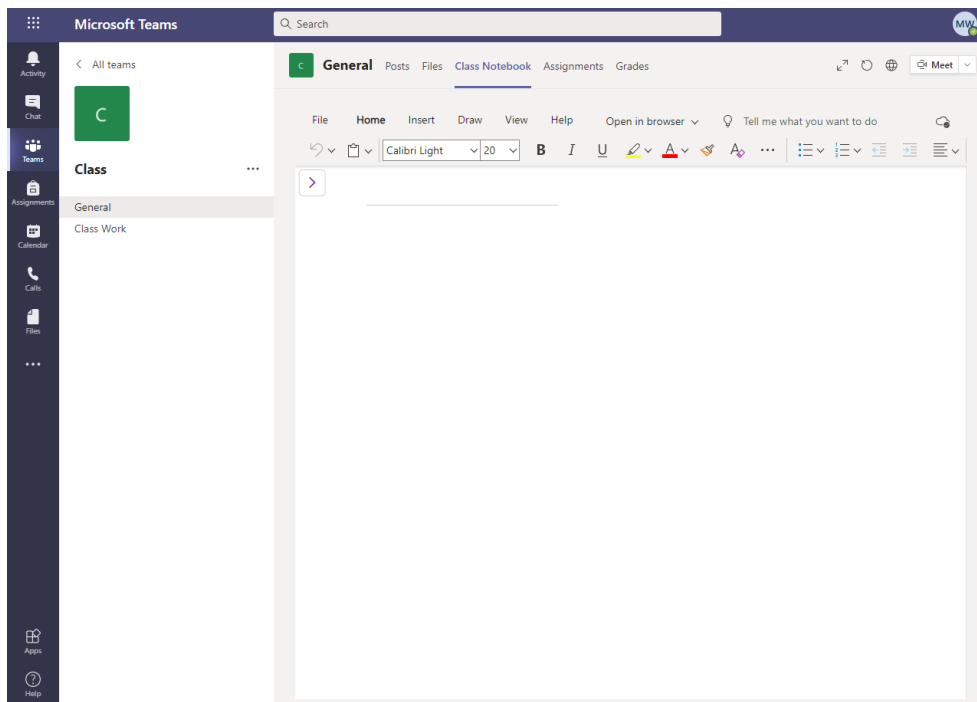 Microsoft Teams
Search
MW
Activity
Chat
Teams
Assignments
Calendar
Calls
Files
Apps
Help
All teams
C
Class
General
Class Work
C General Posts Files Class Notebook Assignments Grades
Meet
File Home Insert Draw View Help Open in browser Tell me what you want to do
Calibri Light 20 B I U A A